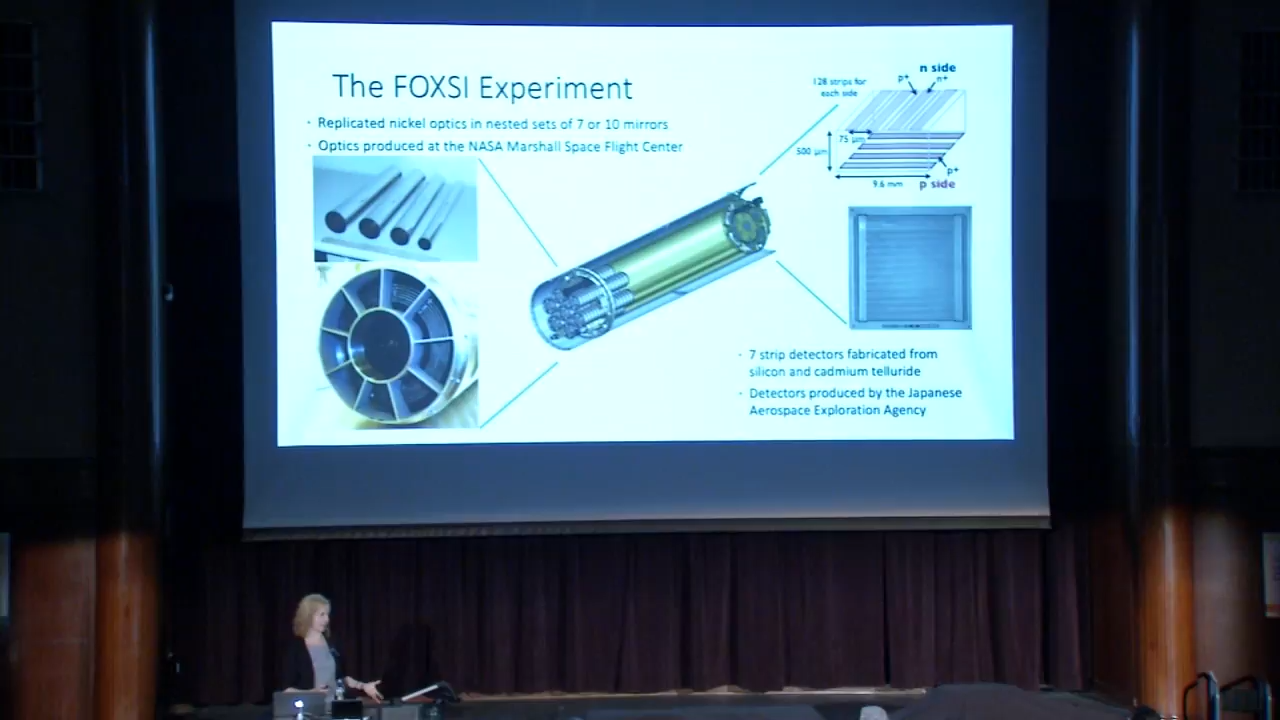 The FOXSI Experiment
· Replicated nickel optics in nested sets of 7 or 10 mirrors
· Optics produced at the NASA Marshall Space Flight Center
n side
p+
n+
128 strips for
each side
75 μm
500 μm
p+
9.6 mm
p side
· 7 strip detectors fabricated from
silicon and cadmium telluride
· Detectors produced by the Japanese
Aerospace Exploration Agency